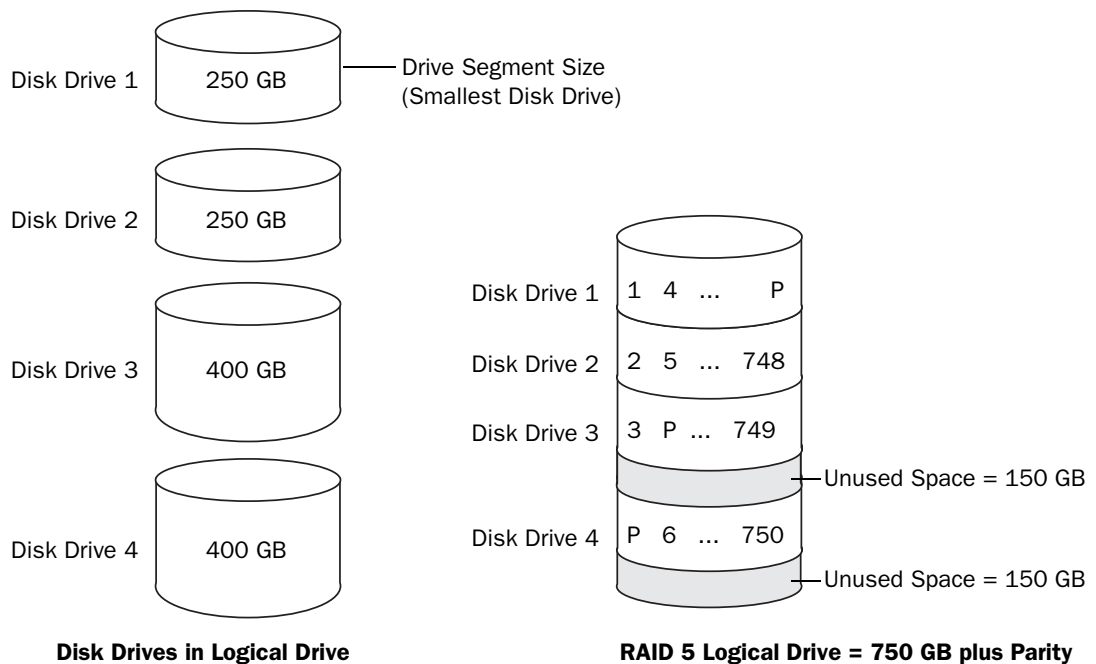 Disk Drive 1
250 GB
Drive Segment Size
(Smallest Disk Drive)
Disk Drive 2
250 GB
Disk Drive 3
400 GB
Disk Drive 4
400 GB
Disk Drives in Logical Drive
Disk Drive 1
1 4 ... P
Disk Drive 2
2 5 ... 748
Disk Drive 3
3 P ... 749
Unused Space = 150 GB
Disk Drive 4
P 6 ... 750
Unused Space = 150 GB
RAID 5 Logical Drive = 750 GB plus Parity